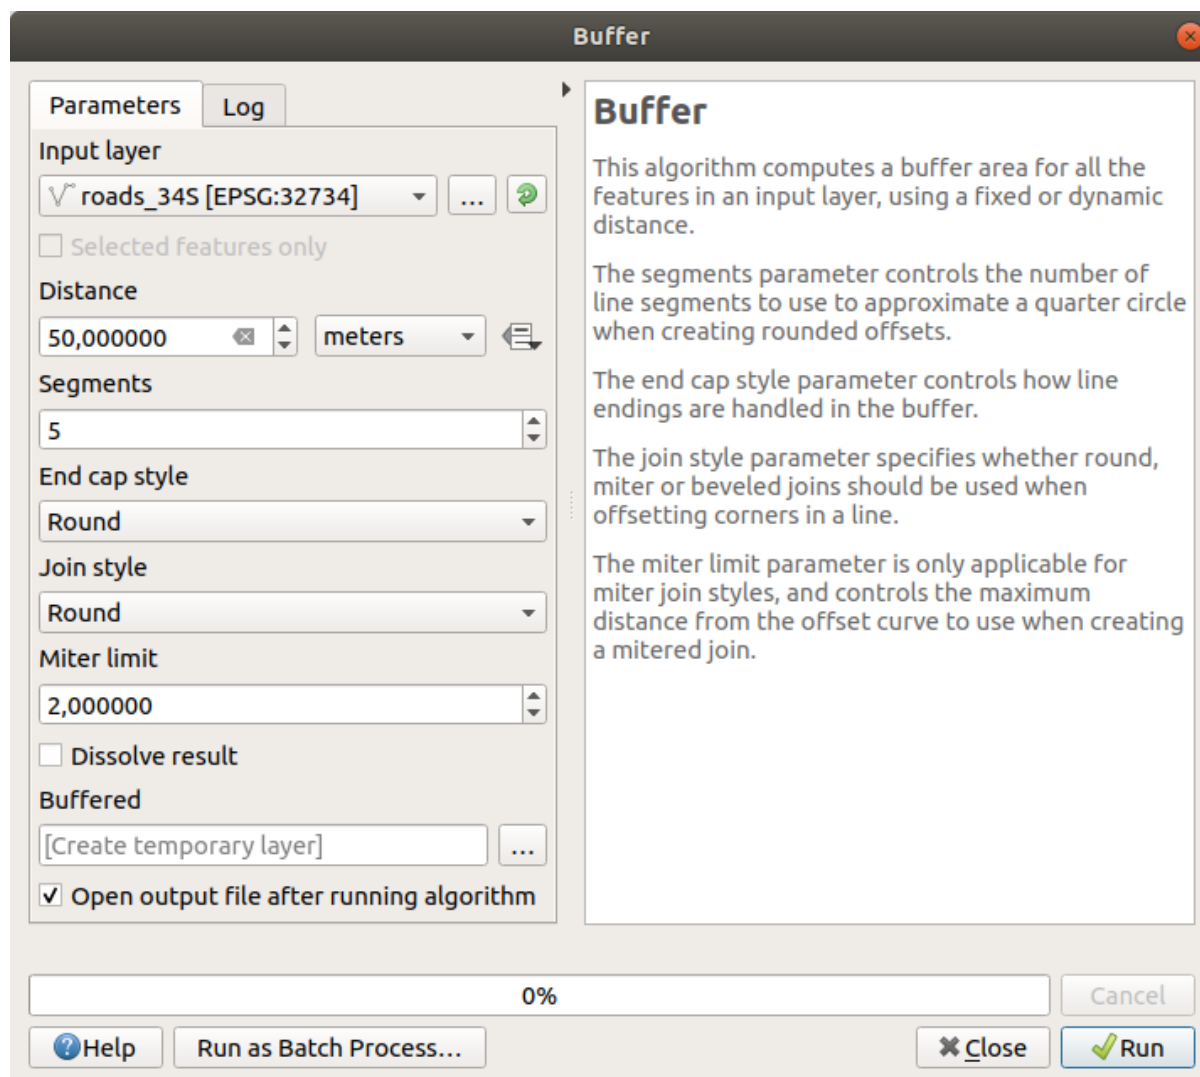 Buffer
Parameters
Log
Input layer
roads_34S [EPSG:32734]
...
Selected features only
Distance
50,000000
meters
Segments
5
End cap style
Round
Join style
Round
Miter limit
2,000000
Dissolve result
Buffered
[Create temporary layer]
...
Open output file after running algorithm
Buffer
This algorithm computes a buffer area for all the
features in an input layer, using a fixed or dynamic
distance.
The segments parameter controls the number of
line segments to use to approximate a quarter circle
when creating rounded offsets.
The end cap style parameter controls how line
endings are handled in the buffer.
The join style parameter specifies whether round,
miter or beveled joins should be used when
offsetting corners in a line.
The miter limit parameter is only applicable for
miter join styles, and controls the maximum
distance from the offset curve to use when creating
a mitered join.
0%
Cancel
Help
Run as Batch Process...
Close
Run